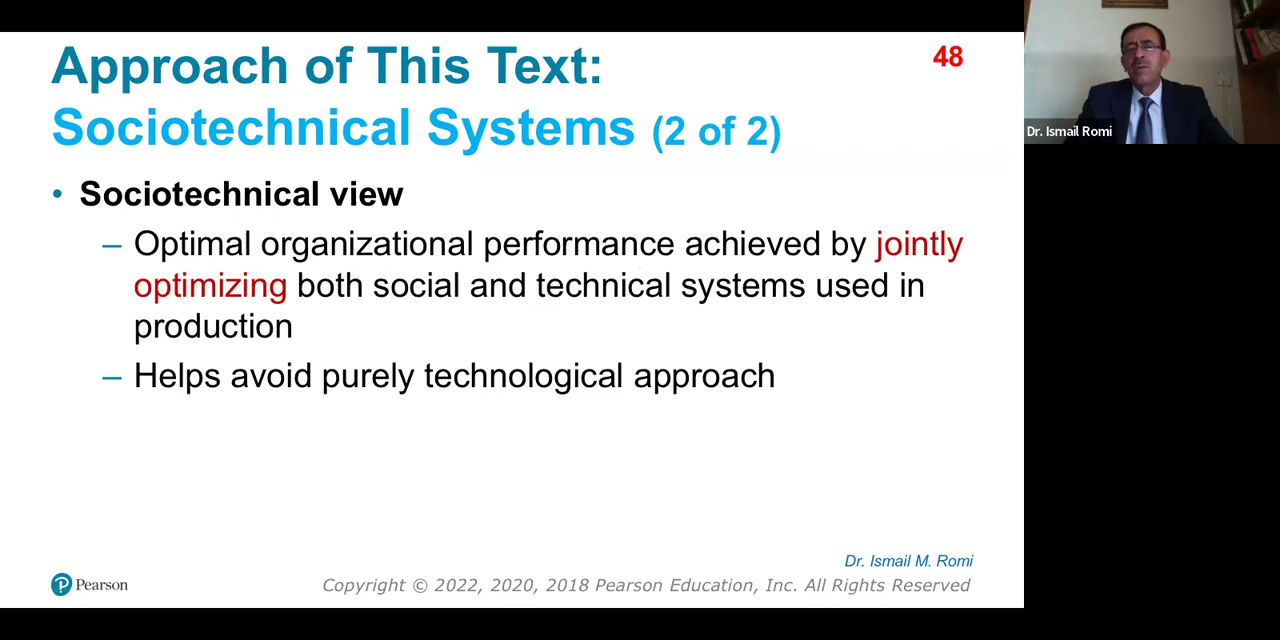 Approach of This Text:
48
Sociotechnical Systems (2 of 2)
Dr. Ismail Romi
• Sociotechnical view
– Optimal organizational performance achieved by jointly
optimizing both social and technical systems used in
production
– Helps avoid purely technological approach
Dr. Ismail M. Romi
Pearson
Copyright © 2022, 2020, 2018 Pearson Education, Inc. All Rights Reserved